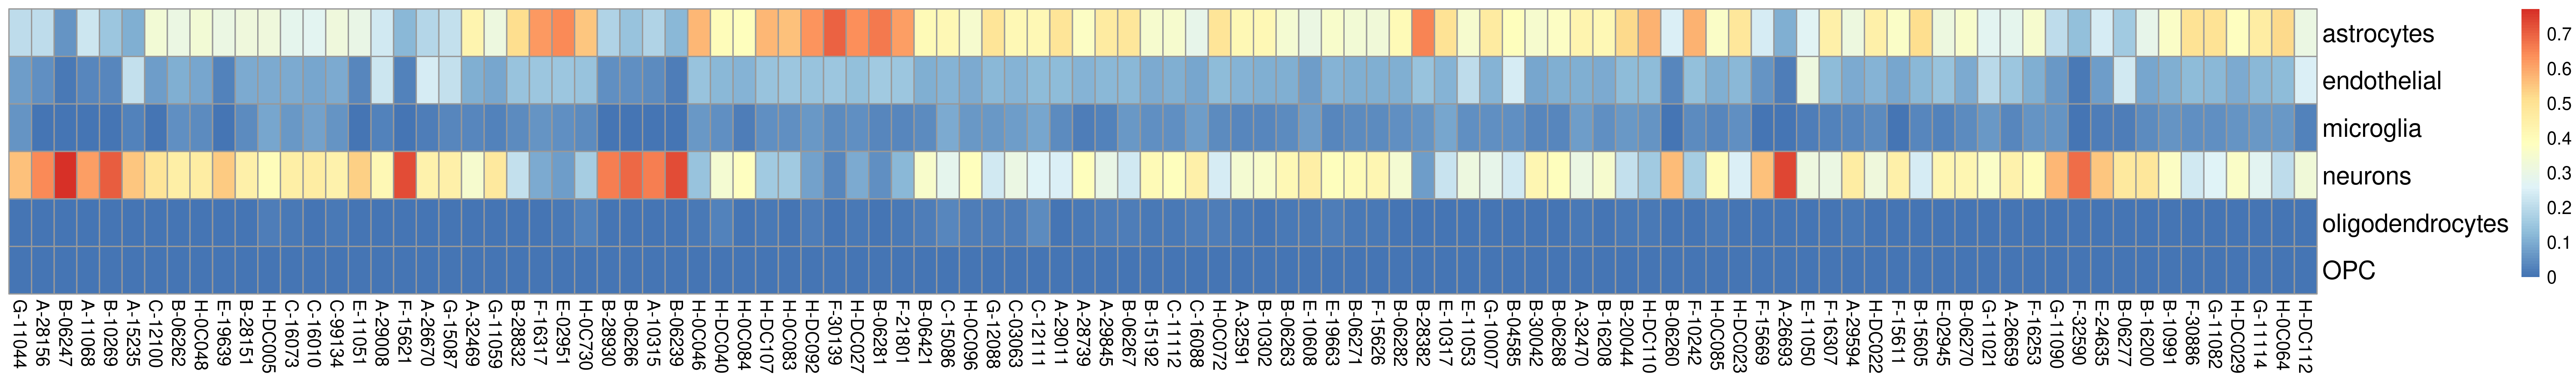 astrocytes
endothelial
microglia
neurons
oligodendrocytes
OPC
0.7
0.6
0.5
0.4
0.3
0.2
0.1
0
G-11044
A-28156
B-06247
A-11068
B-10269
A-15235
C-12100
B-06262
H-0C048
E-19639
B-28151
H-DC005
C-16073
C-16010
C-99134
E-11051
A-29008
F-15621
A-26670
G-15087
A-32469
G-11059
B-28832
F-16317
E-02951
H-0C730
B-28930
B-06266
A-10315
B-06239
H-0C046
H-DC040
H-0C084
H-DC107
H-0C083
H-DC092
F-30139
H-DC027
B-06281
F-21801
B-06421
C-15086
H-0C096
G-12088
C-03063
C-12111
A-29011
A-28739
A-29845
B-06267
B-15192
C-11112
C-16088
H-0C072
A-32591
B-10302
B-06263
E-10608
E-19663
B-06271
F-15626
B-06282
B-28382
E-10317
E-11053
G-10007
B-04585
B-30042
B-06268
A-32470
B-16208
B-20044
H-DC110
B-06260
F-10242
H-0C085
H-DC023
F-15669
A-26693
E-11050
F-16307
A-29594
H-DC022
F-15611
B-15605
E-02945
B-06270
G-11021
A-26659
F-16253
G-11090
F-32590
E-24635
B-06277
B-16200
B-10991
F-30886
G-11082
H-DC029
G-11114
H-0C064
H-DC112